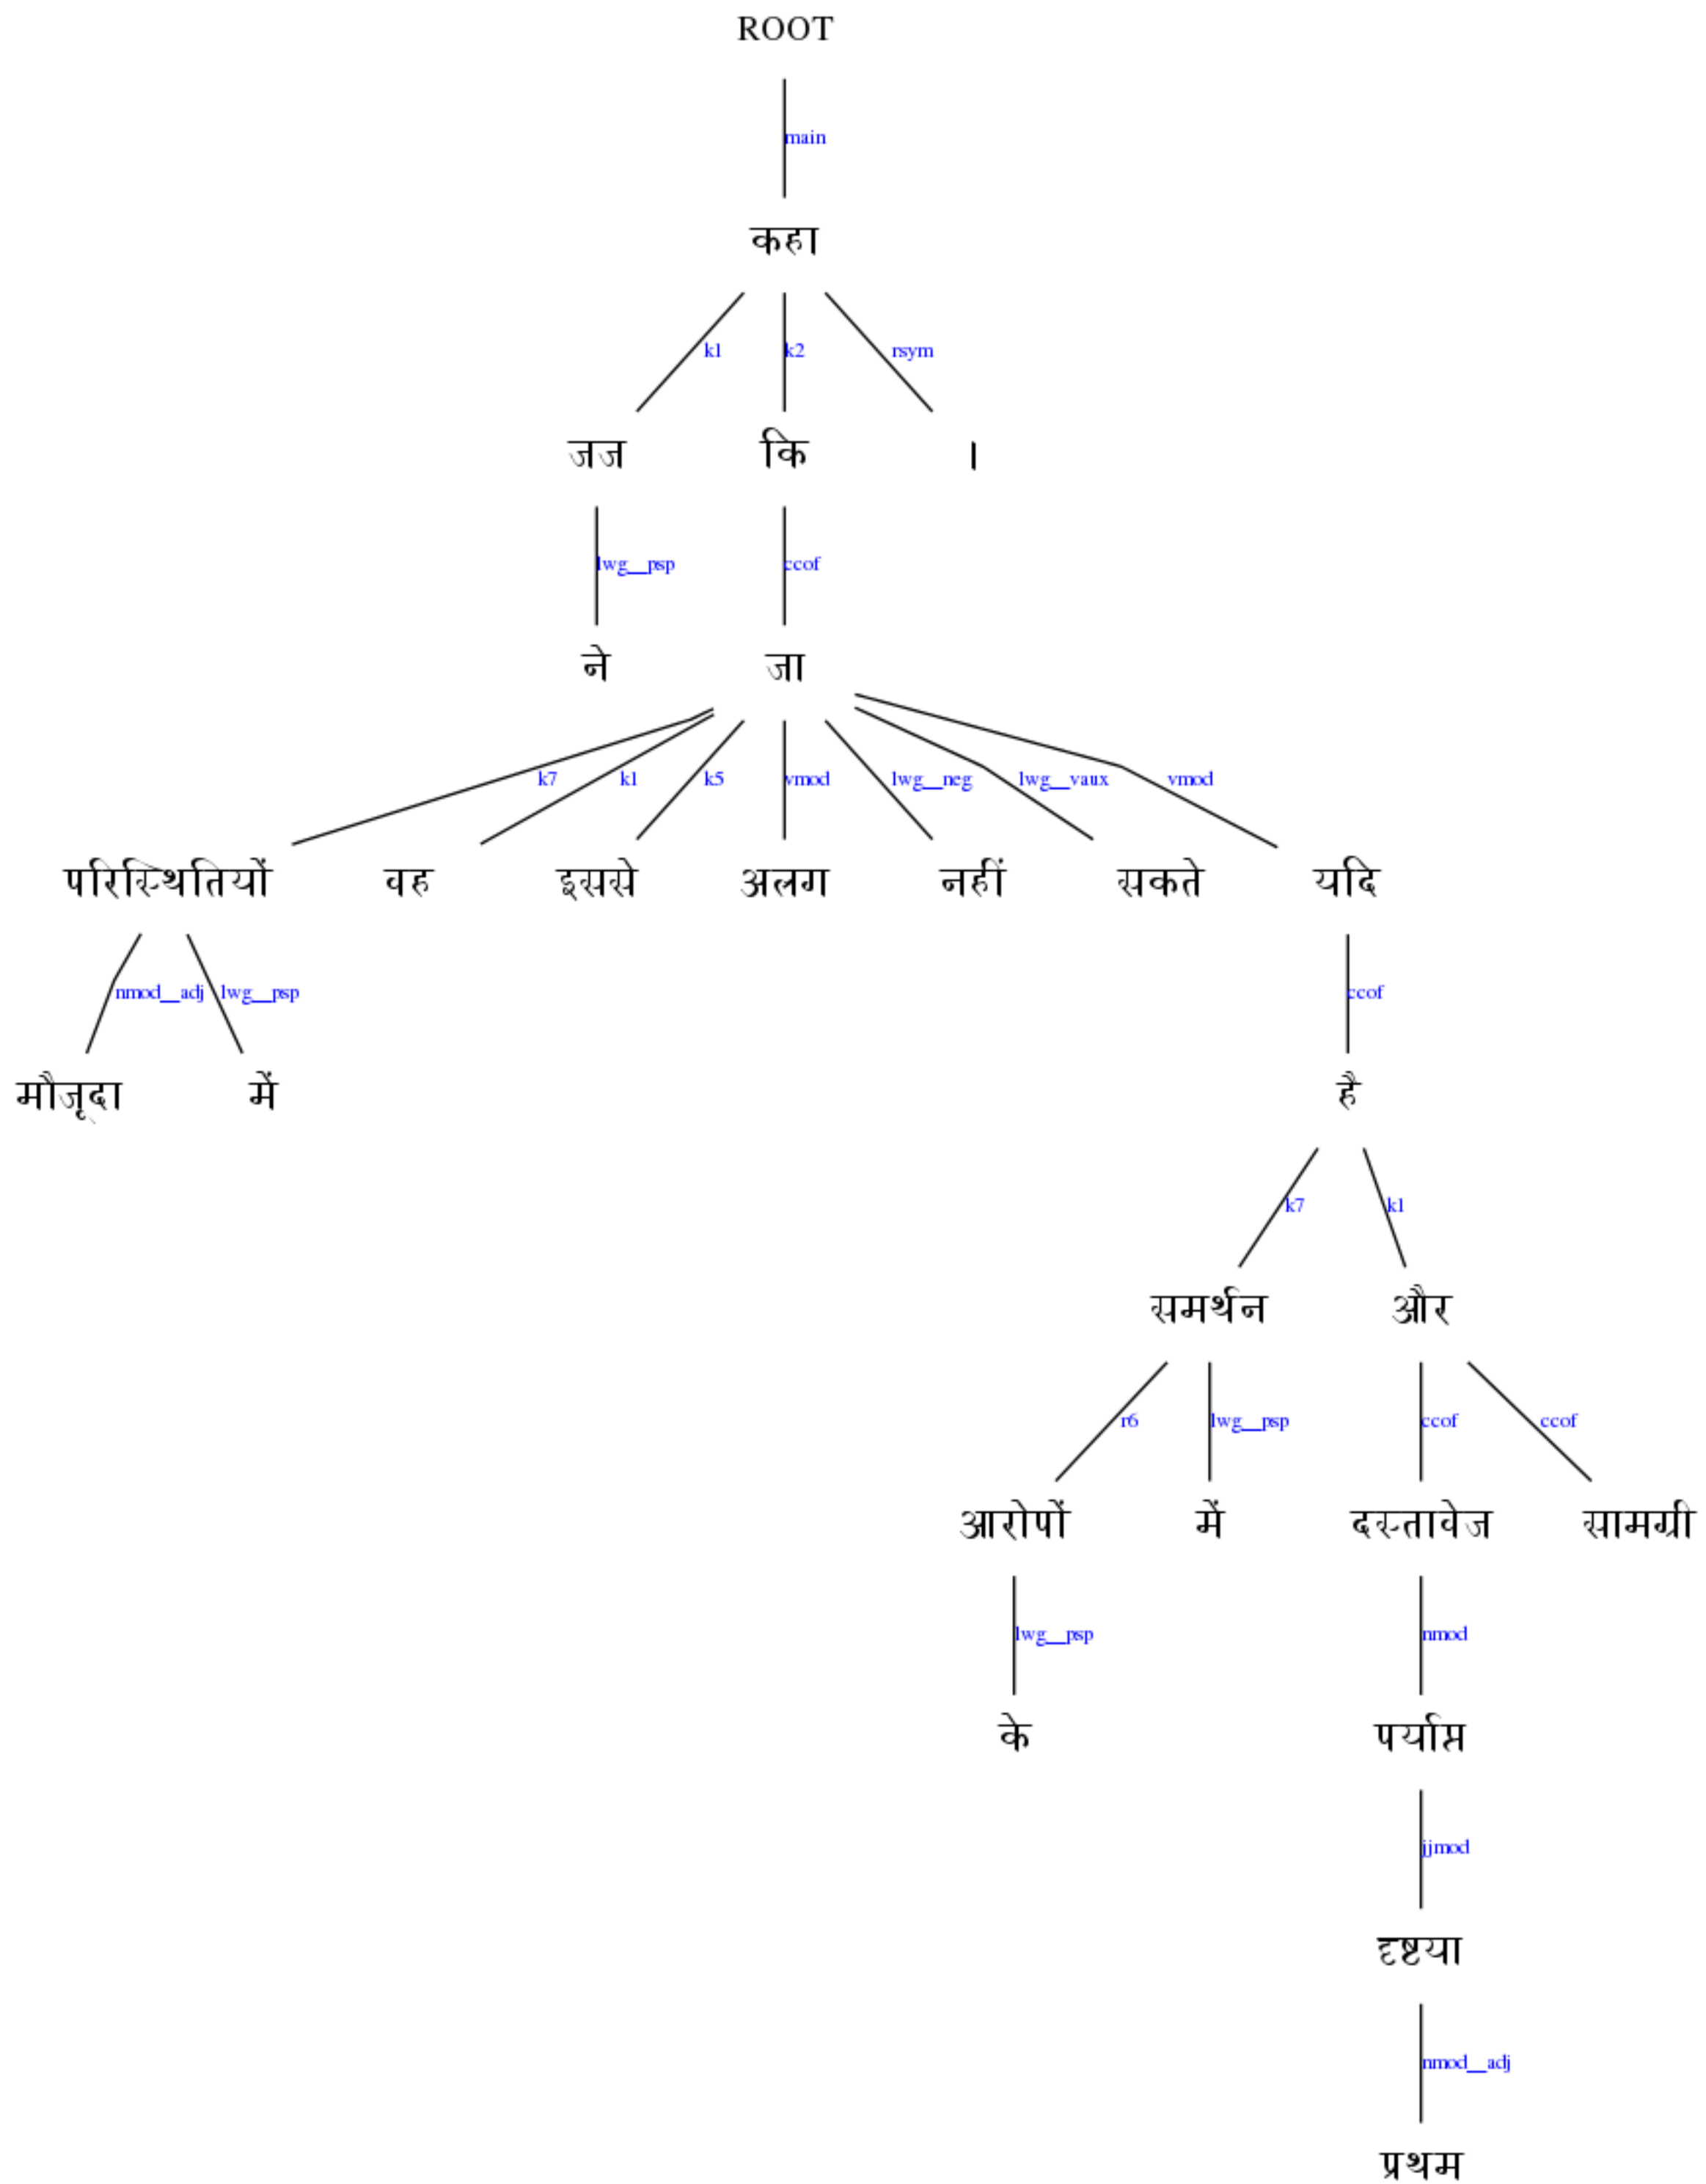 ROOT
main
कहा
k1 k2 rsym
जज कि ।
lwg__psp ccof
ने जा
k7 k1 k5 vmod lwg__neg lwg__vaux vmod
परिस्थितियों वह इससे अलग नहीं सकते यदि
nmod__adj lwg__psp ccof
मौजूदा में है
k7 k1
समर्थन और
r6 lwg__psp ccof ccof
आरोपों में दस्तावेज सामग्री
lwg__psp nmod
के पर्याप्त
jjmod
दृष्टया
nmod__adj
प्रथम